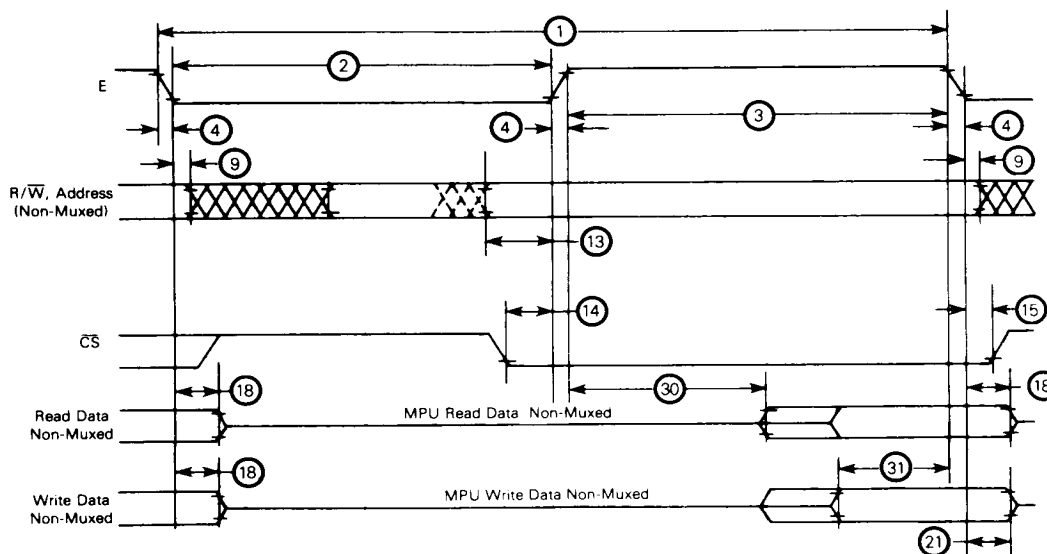 1
2
E
4
4
3
4
9
9
R/W̅, Address
(Non-Muxed)
13
14
15
C̅S̅
18
30
18
MPU Read Data Non-Muxed
Read Data
Non-Muxed
18
31
MPU Write Data Non-Muxed
Write Data
Non-Muxed
21